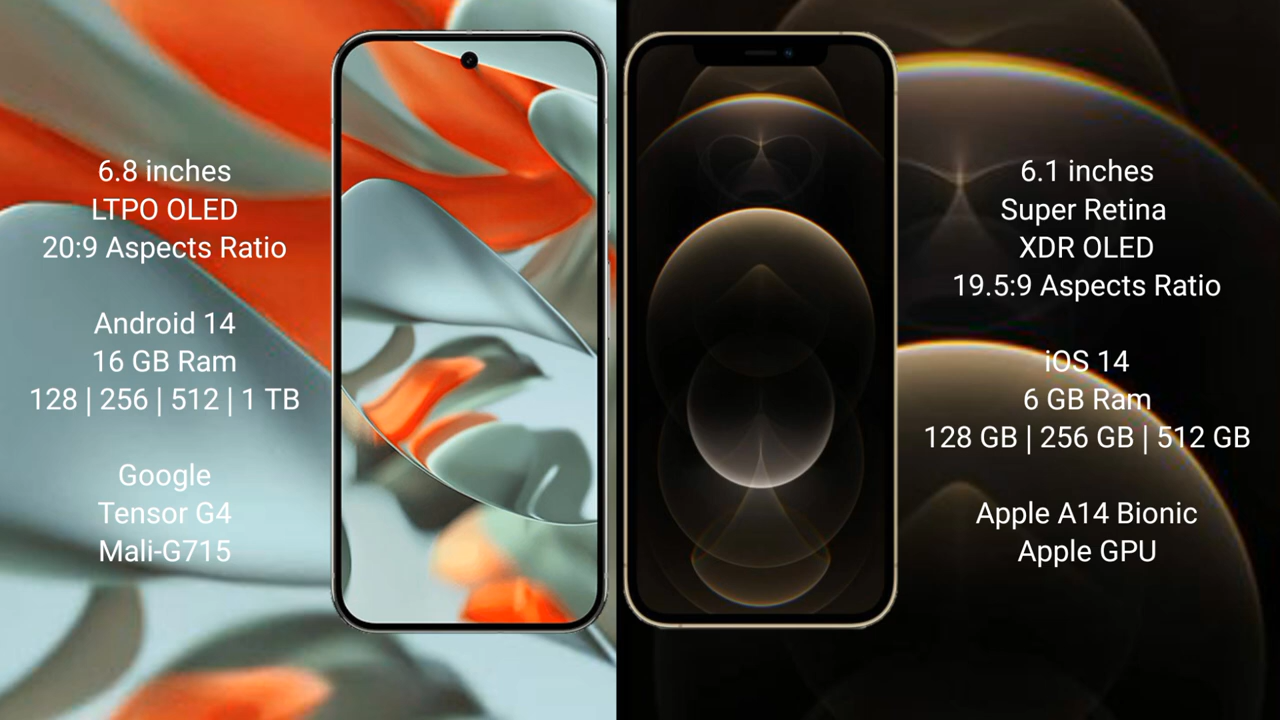 6.8 inches
LTPO OLED
20:9 Aspects Ratio
Android 14
16 GB Ram
128 | 256 | 512 | 1 TB
Google
Tensor G4
Mali-G715
6.1 inches
Super Retina
XDR OLED
19.5:9 Aspects Ratio
iOS 14
6 GB Ram
128 GB | 256 GB | 512 GB
Apple A14 Bionic
Apple GPU